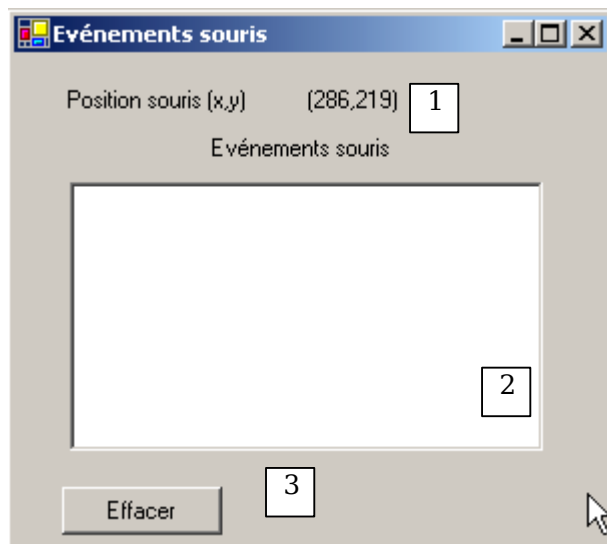 Evénements souris
Position souris (x,y) (286,219) 1
Evénements souris
2
3
Effacer